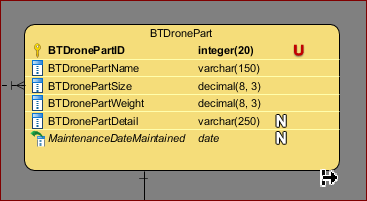 BTDronePart
BTDronePartID integer(20) U
BTDronePartName varchar(150)
BTDronePartSize decimal(8, 3)
BTDronePartWeight decimal(8, 3)
BTDronePartDetail varchar(250) N
MaintenanceDateMaintained date N